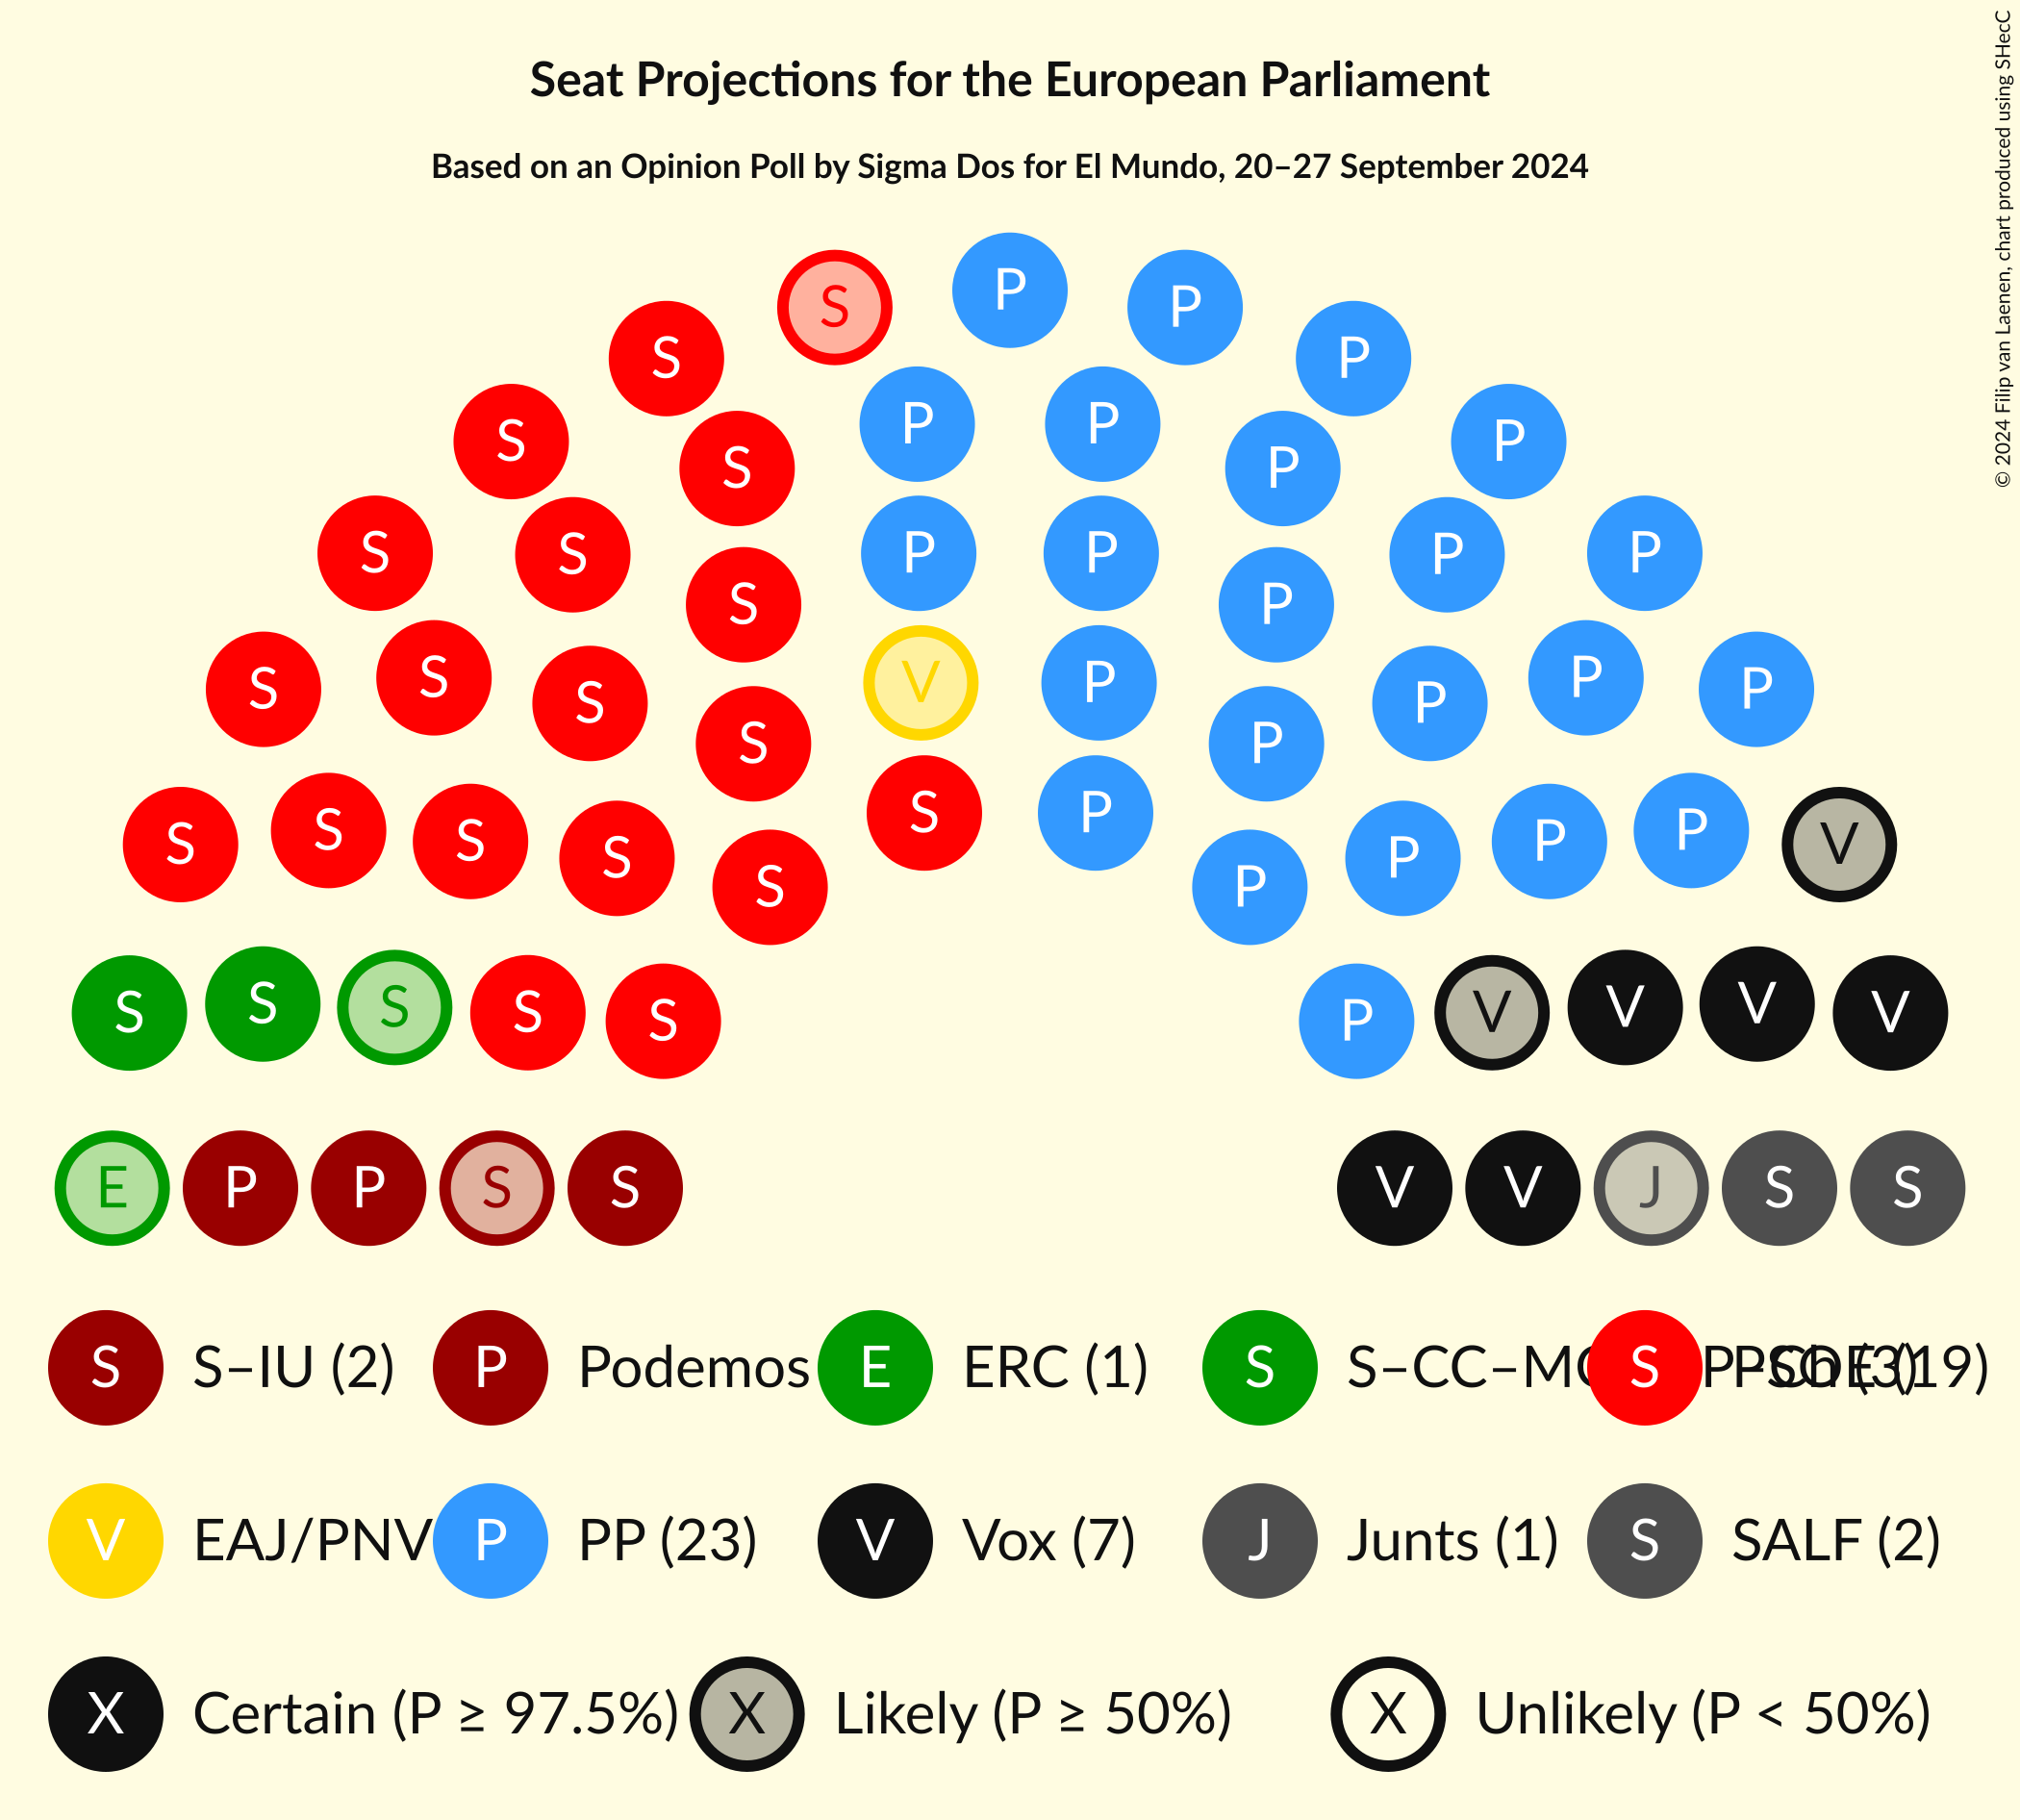 Seat Projections for the European Parliament
Based on an Opinion Poll by Sigma Dos for El Mundo, 20–27 September 2024
© 2024 Filip van Laenen, chart produced using SHecC
S P P
S P
S P P P P
S S P P
S S P P P P
S V P
S S S P P P
S S
S S S S P P P V
S P S P
S S S S S P V V V V
E P P S S V V J S S
S S–IU (2) P Podemos E ERC (1) S S–CC–M S PSOE (19)
V EAJ/PNV P PP (23) V Vox (7) J Junts (1) S SALF (2)
X Certain (P ≥ 97.5%) X Likely (P ≥ 50%) X Unlikely (P < 50%)